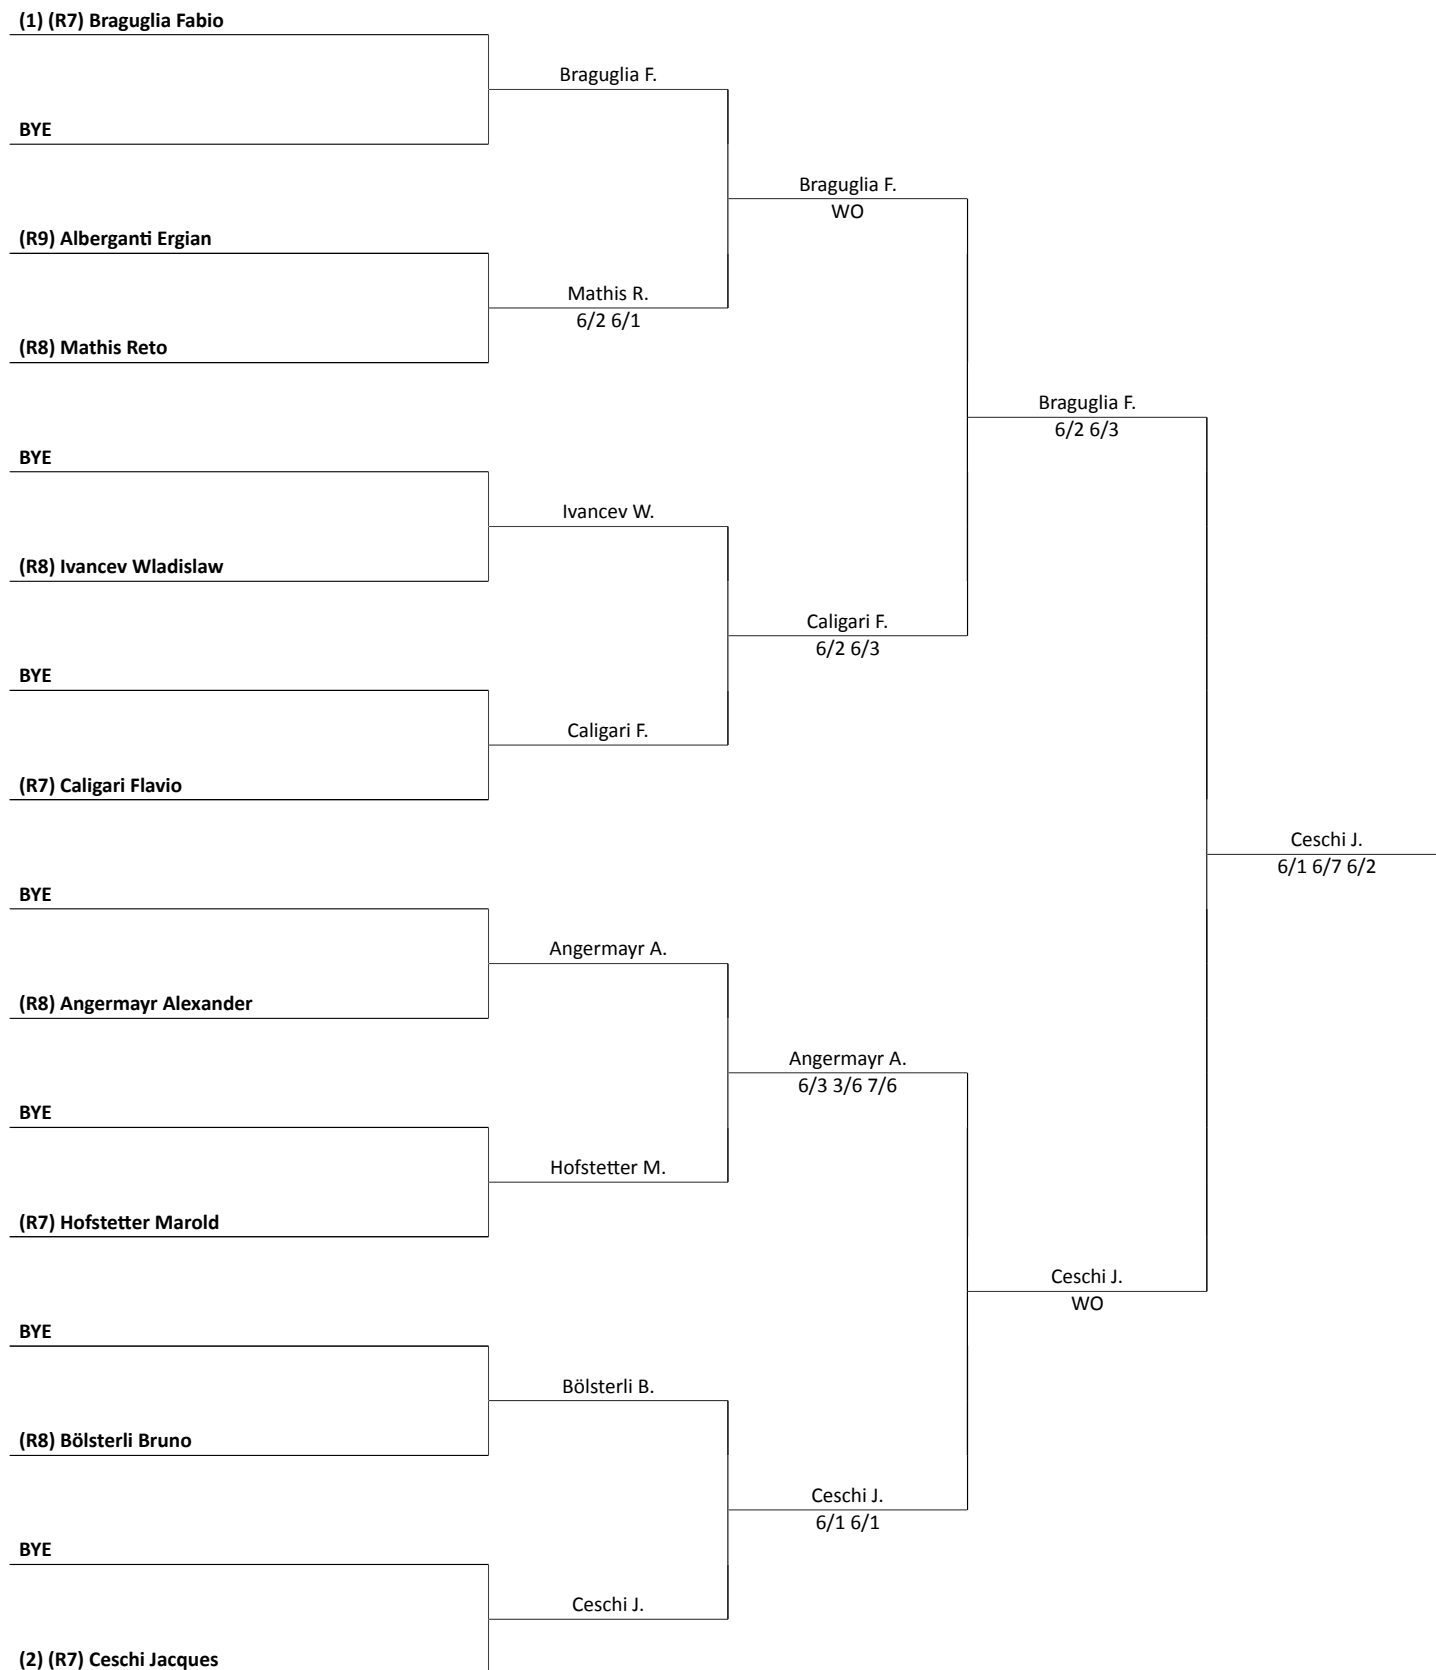 (1) (R7) Braguglia Fabio
Braguglia F.
BYE
Braguglia F.
WO
(R9) Alberganti Ergian
Mathis R.
6/2 6/1
(R8) Mathis Reto
Braguglia F.
6/2 6/3
BYE
Ivancev W.
(R8) Ivancev Wladislaw
Caligari F.
6/2 6/3
BYE
Caligari F.
(R7) Caligari Flavio
Ceschi J.
6/1 6/7 6/2
BYE
Angermayr A.
(R8) Angermayr Alexander
Angermayr A.
6/3 3/6 7/6
BYE
Hofstetter M.
(R7) Hofstetter Marold
Ceschi J.
WO
BYE
Bölsterli B.
(R8) Bölsterli Bruno
Ceschi J.
6/1 6/1
BYE
Ceschi J.
(2) (R7) Ceschi Jacques